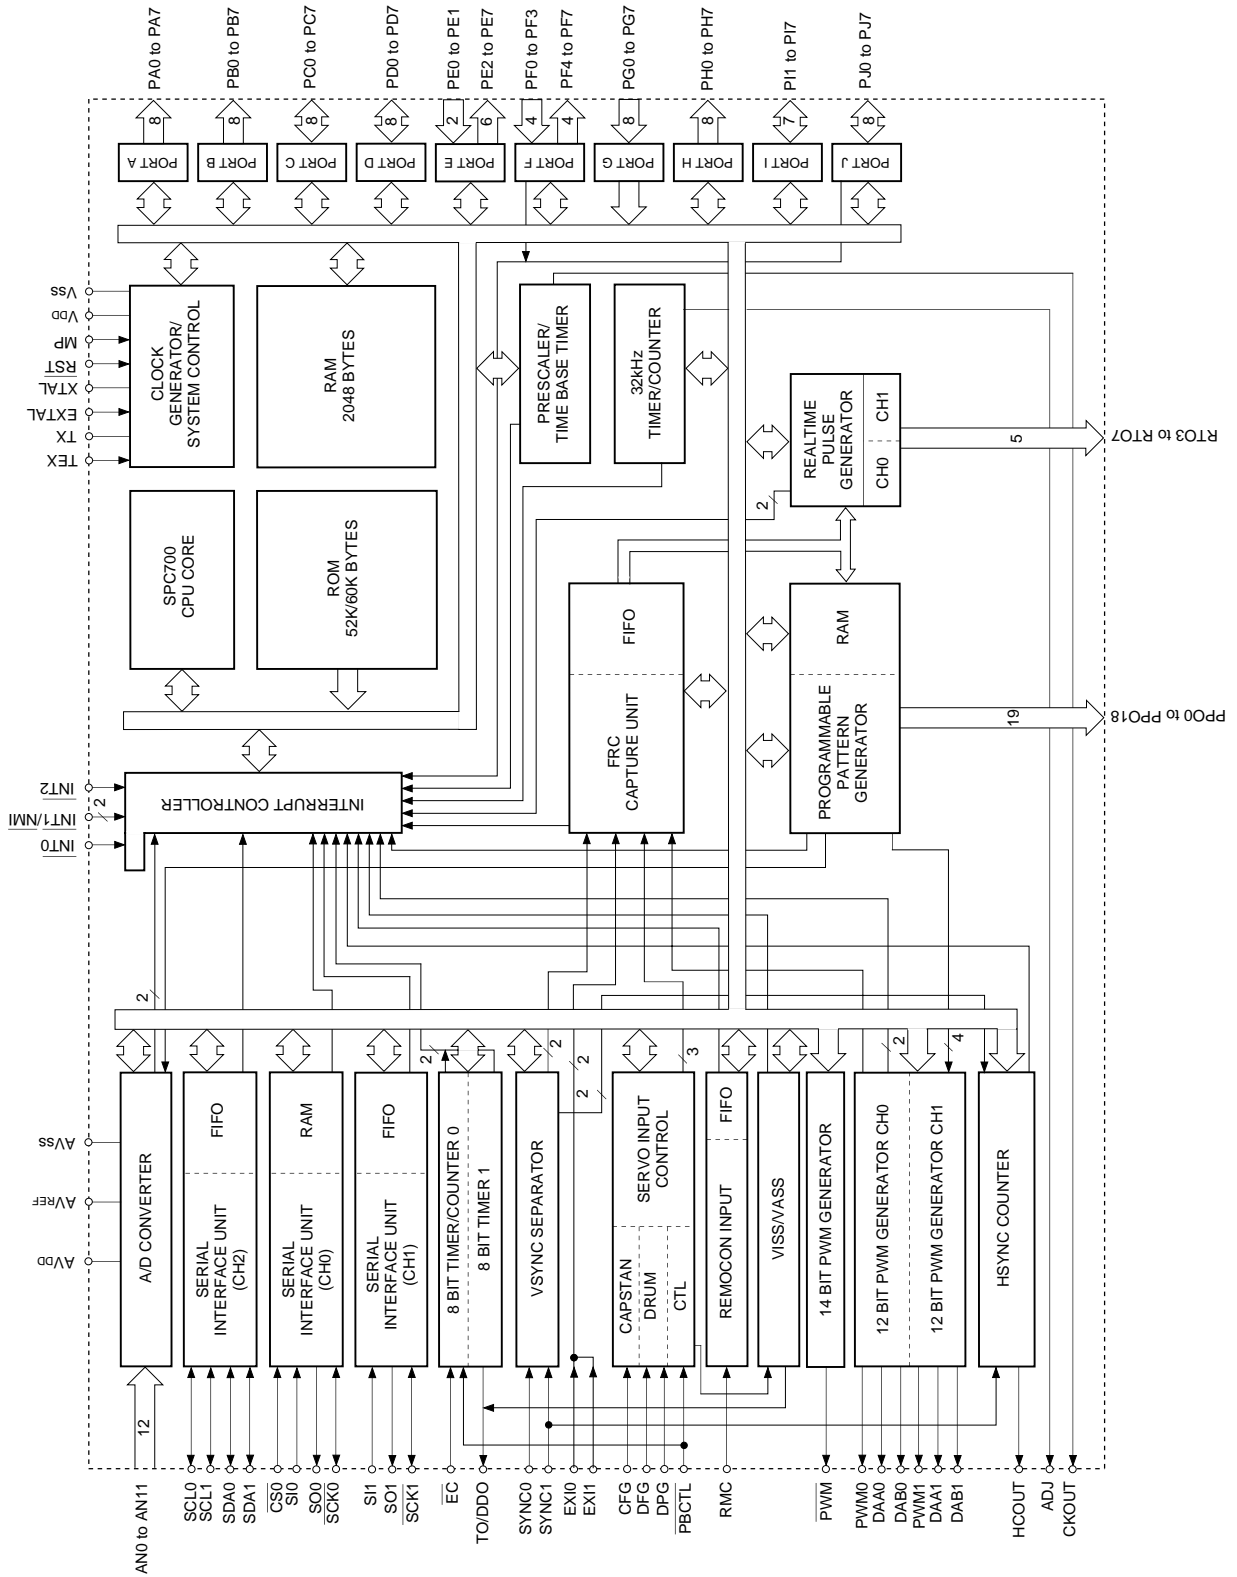 PA0 to PA7
PB0 to PB7
PC0 to PC7
PD0 to PD7
PE0 to PE1
PE2 to PE7
PF0 to PF3
PF4 to PF7
PG0 to PG7
PH0 to PH7
PI1 to PI7
PJ0 to PJ7
8
8
8
8
2
6
4
4
8
8
7
8
PORT A
PORT B
PORT C
PORT D
PORT E
PORT F
PORT G
PORT H
PORT I
PORT J
VSS
VDD
MP
RST
XTAL
EXTAL
TX
TEX
CLOCK
GENERATOR/
SYSTEM CONTROL
RAM
2048 BYTES
PRESCALER/
TIME BASE TIMER
32kHz
TIMER/COUNTER
REALTIME
PULSE
GENERATOR
CH0
CH1
2
5
RTO3 to RTO7
SPC700
CPU CORE
ROM
52K/60K BYTES
FRC
CAPTURE UNIT
FIFO
PROGRAMMABLE
PATTERN
GENERATOR
RAM
19
PPO0 to PPO18
INT2
2
INT1/NMI
INT0
INTERRUPT CONTROLLER
2
2
2
2
2
3
2
4
AVSS
AVREF
AVDD
A/D CONVERTER
SERIAL
INTERFACE UNIT
(CH2)
FIFO
SERIAL
INTERFACE UNIT
(CH0)
RAM
SERIAL
INTERFACE UNIT
(CH1)
FIFO
8 BIT TIMER/COUNTER 0
8 BIT TIMER 1
VSYNC SEPARATOR
SERVO INPUT
CONTROL
CAPSTAN
DRUM
CTL
REMOCON INPUT
FIFO
VISS/VASS
14 BIT PWM GENERATOR
12 BIT PWM GENERATOR CH0
12 BIT PWM GENERATOR CH1
HSYNC COUNTER
12
AN0 to AN11
SCL0
SCL1
SDA0
SDA1
CS0
SI0
SO0
SCK0
SI1
SO1
SCK1
EC
TO/DDO
SYNC0
SYNC1
EXI0
EXI1
CFG
DFG
DPG
PBCTL
RMC
PWM
PWM0
DAA0
DAB0
PWM1
DAA1
DAB1
HCOUT
ADJ
CKOUT